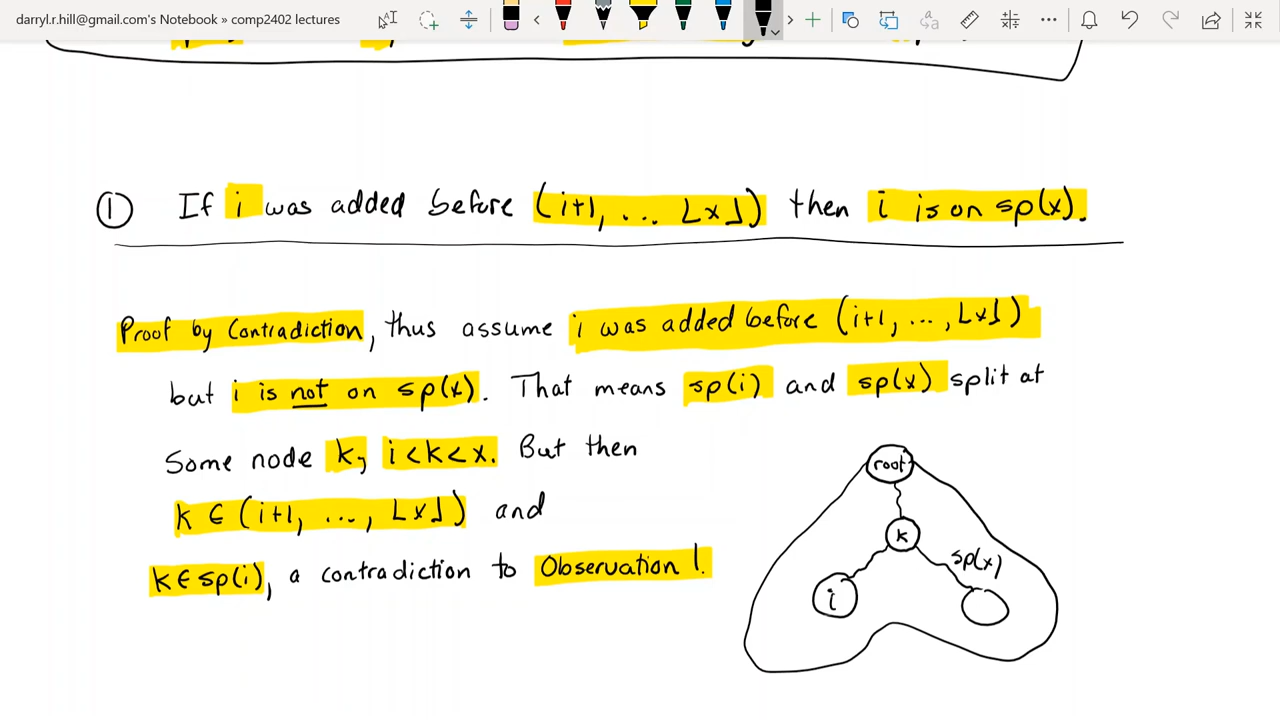 darryl.r.hill@gmail.com's Notebook » comp2402 lectures
① If i was added before (i+1, ... ⌊x⌋) then i is on sp(x).
Proof by Contradiction, thus assume i was added before (i+1, ..., ⌊x⌋)
but i is not on sp(x). That means sp(i) and sp(x) split at
Some node k, i<k<x. But then
k ∈ (i+1, ..., ⌊x⌋) and
k∈sp(i), a contradiction to Observation 1.
root
k
sp(x)
i